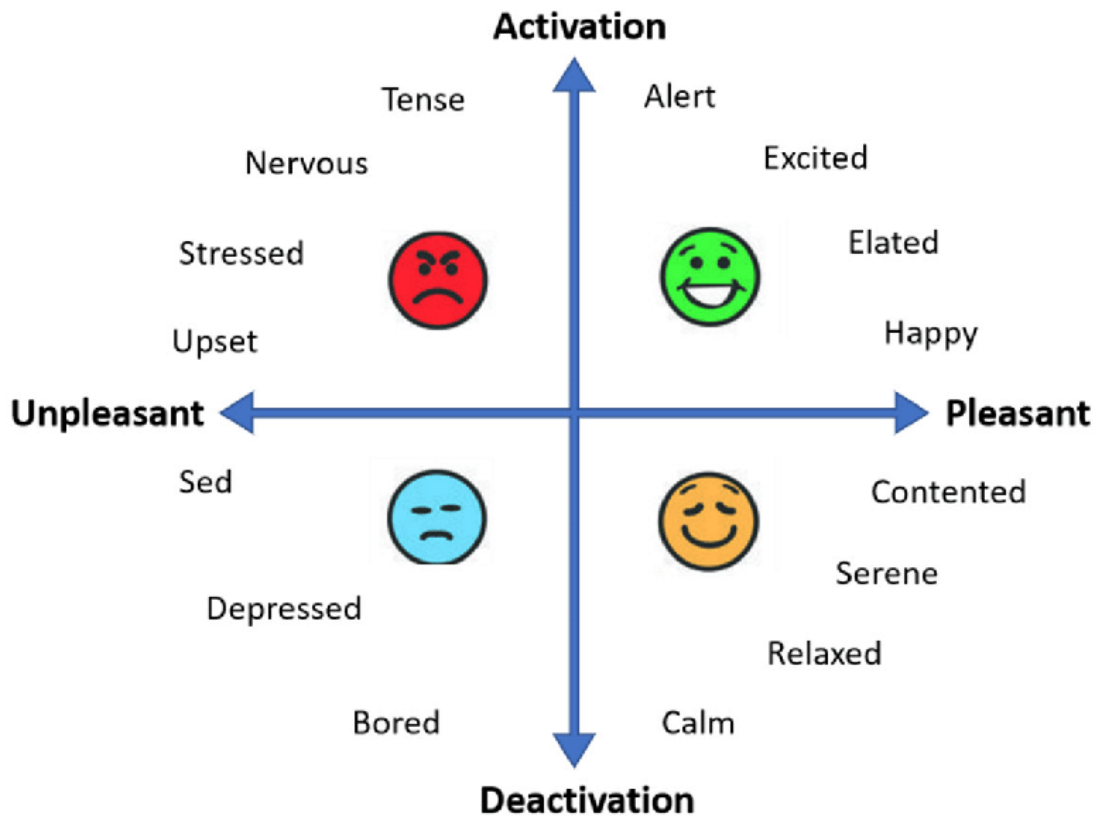 Activation
Tense
Alert
Nervous
Excited
Stressed
Elated
Upset
Happy
Unpleasant
Pleasant
Sed
Contented
Depressed
Serene
Relaxed
Bored
Calm
Deactivation